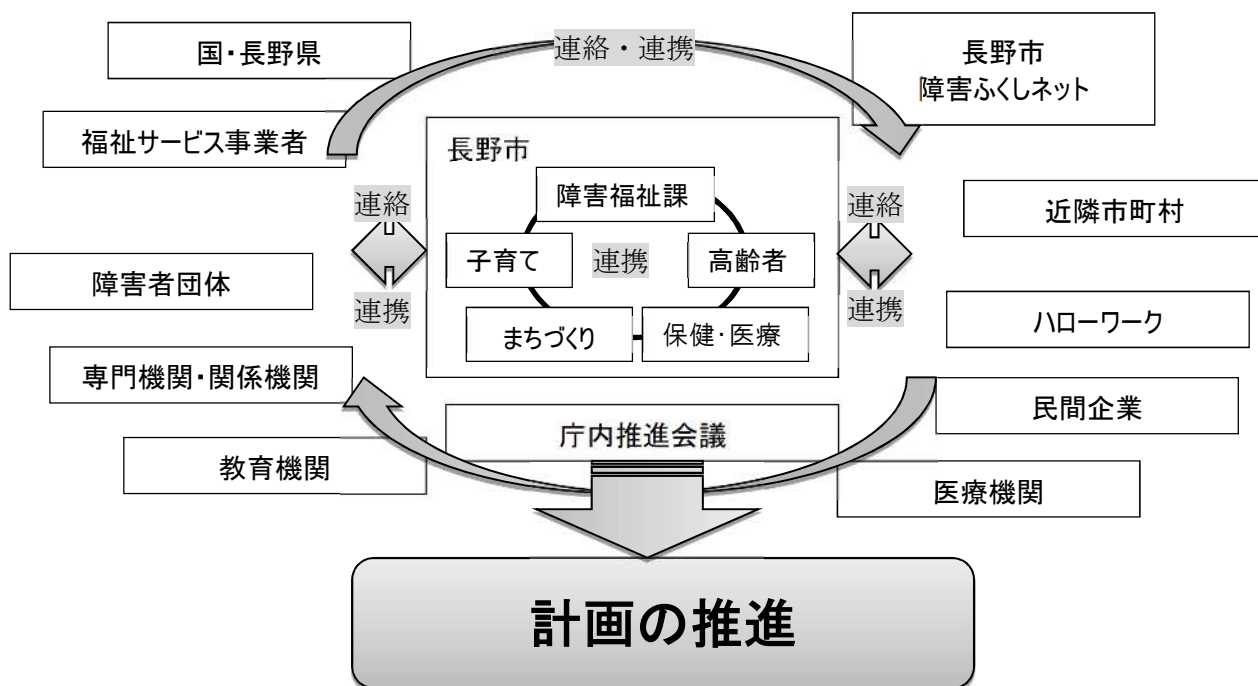 国・長野県
連絡・連携
長野市
障害ふくしネット
福祉サービス事業者
長野市
障害福祉課
子育て
連携
高齢者
まちづくり
保健・医療
連絡
連携
連絡
連携
近隣市町村
障害者団体
ハローワーク
専門機関・関係機関
民間企業
庁内推進会議
教育機関
医療機関
計画の推進